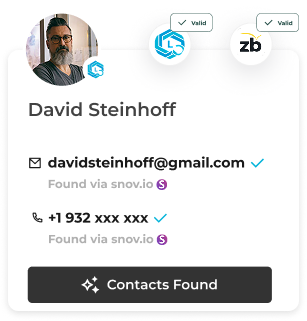 Valid
Valid
zb
David Steinhoff
davidsteinhoff@gmail.com
Found via snov.io S
+1 932 xxx xxx
Found via snov.io S
Contacts Found